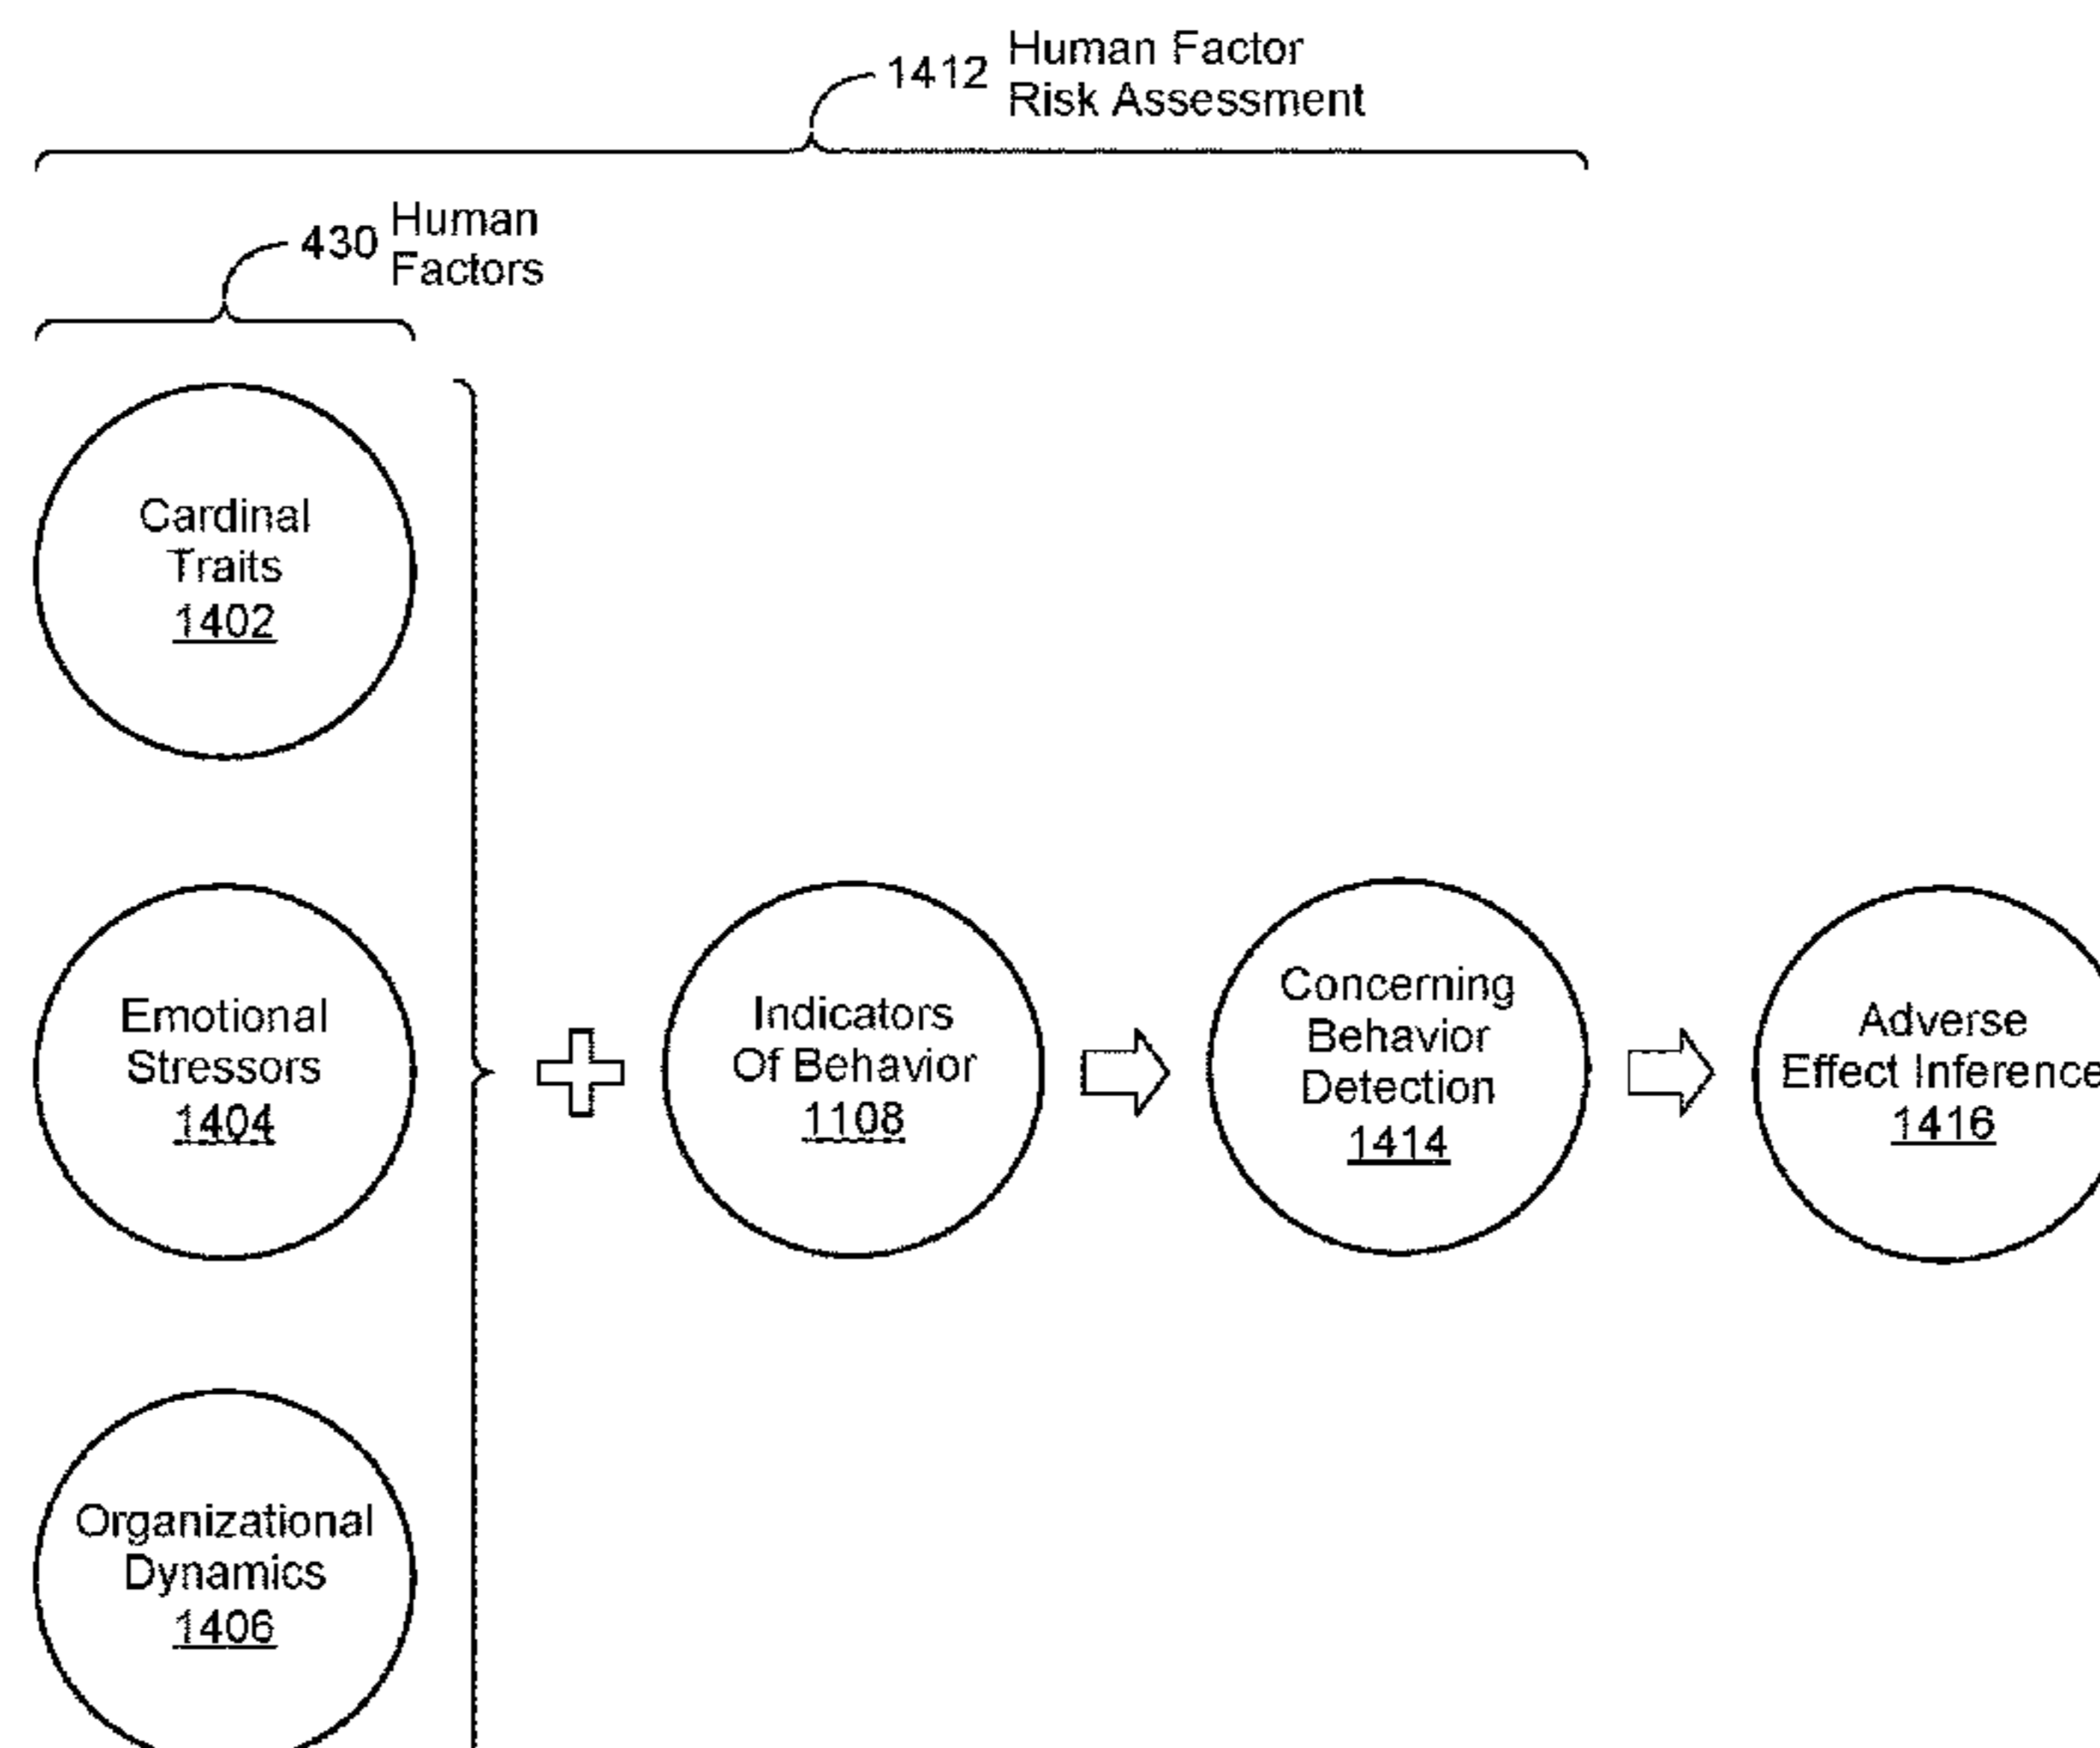 1412 Human Factor
Risk Assessment
430 Human
Factors
Cardinal
Traits
1402
Emotional
Stressors
1404
Organizational
Dynamics
1406
Indicators
Of Behavior
1108
Concerning
Behavior
Detection
1414
Adverse
Effect Inference
1416